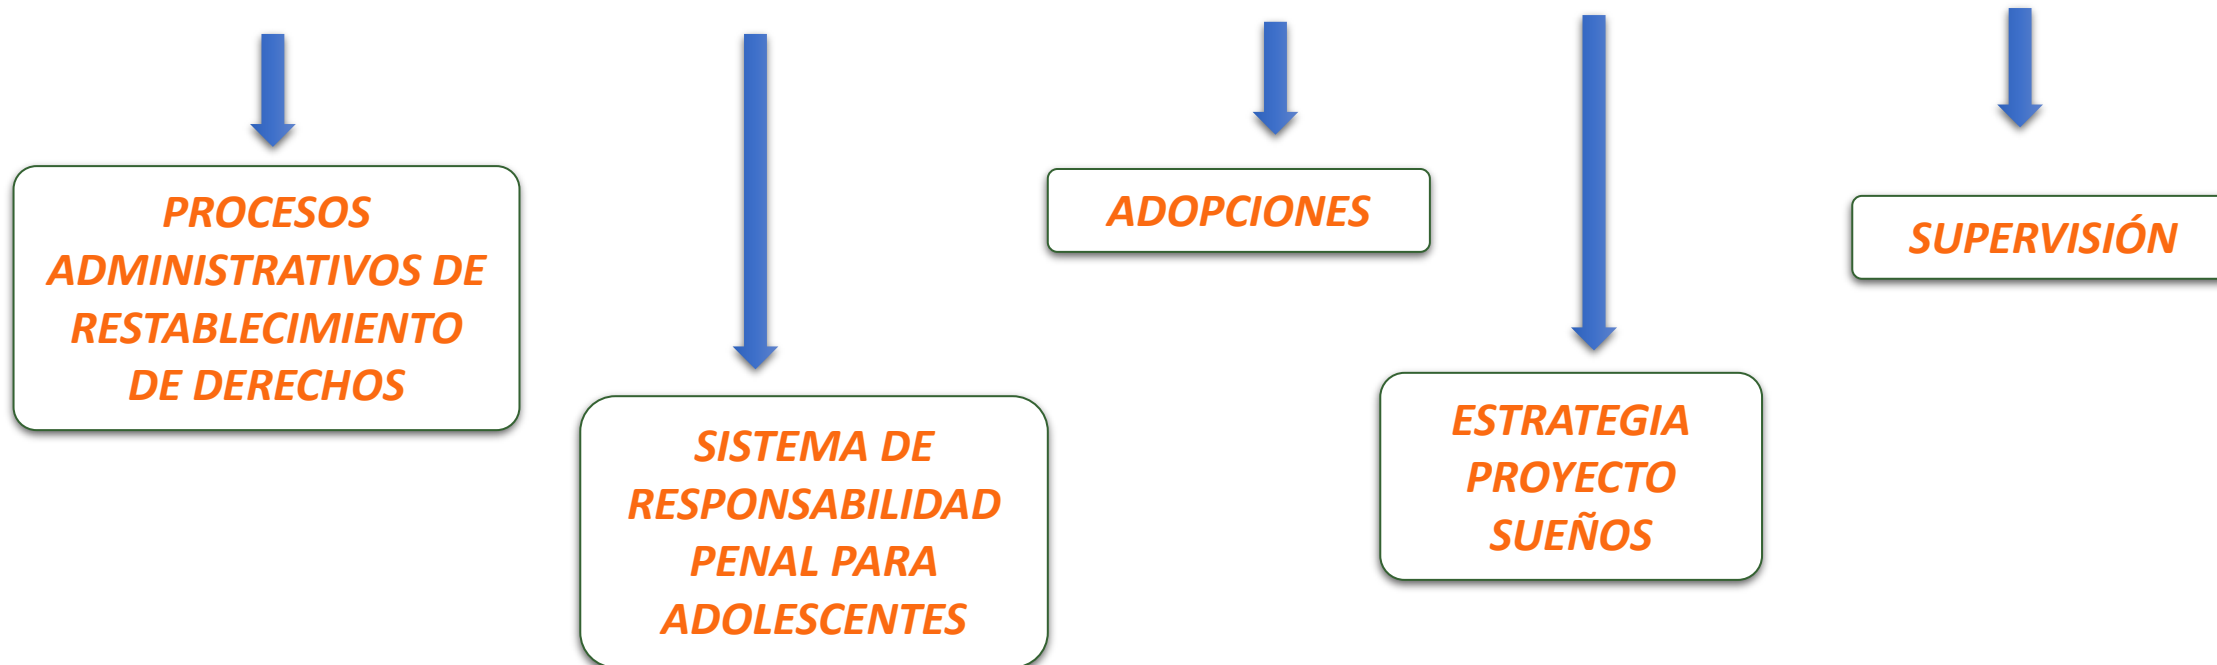 PROCESOS
ADMINISTRATIVOS DE
RESTABLECIMIENTO
DE DERECHOS
SISTEMA DE
RESPONSABILIDAD
PENAL PARA
ADOLESCENTES
ADOPCIONES
ESTRATEGIA
PROYECTO
SUEÑOS
SUPERVISIÓN